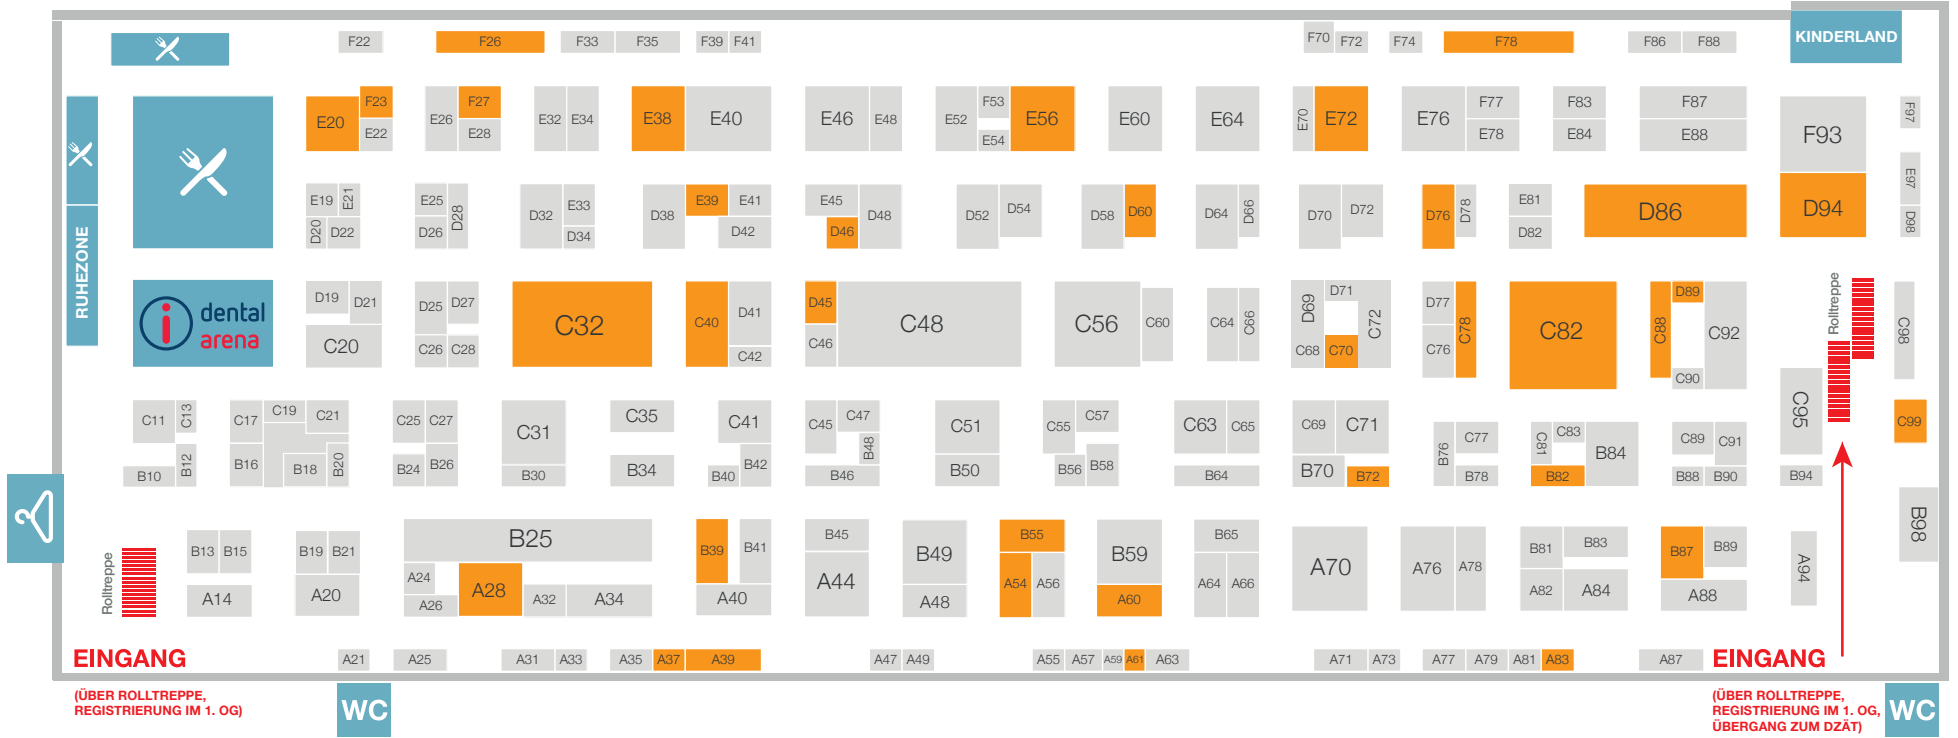 F22
F26
F33
F35
F39
F41
F70
F72
F74
F78
F86
F88
KINDERLAND
E20
F23
E22
E26
F27
E28
E32
E34
E38
E40
E46
E48
E52
F53
E54
E56
E60
E64
E70
E72
E76
F77
E78
F83
E84
F87
E88
F93
F97
RUHEZONE
E19
E21
D20
D22
E25
D26
D28
D32
E33
D34
D38
E39
E41
D42
E45
D46
D48
D52
D54
D58
D60
D64
D66
D70
D72
D76
D78
E81
D82
D86
D94
E97
D98
dental
arena
D19
D21
C20
D25
D27
C26
C28
C32
C40
D41
C42
D45
C46
C48
C56
C60
C64
C66
D69
D71
C68
C70
C72
D77
C76
C78
C82
C88
D89
C90
C92
Rolltreppe
C98
C11
C13
B10
B12
C17
C19
C21
B16
B18
B20
C25
C27
B24
B26
C31
B30
C35
B34
C41
B40
B42
C45
C47
B48
B46
C51
B50
C55
C57
B56
B58
C63
C65
B64
C69
C71
B70
B72
B76
C77
B78
C81
C83
B82
B84
C89
C91
B88
B90
C95
B94
C99
Rolltreppe
B13
B15
A14
B19
B21
A20
B25
A24
A26
A28
A32
A34
B39
B41
A40
B45
A44
B49
A48
B55
A54
A56
B59
A60
B65
A64
A66
A70
A76
A78
B81
B83
A82
A84
B87
B89
A88
A94
B98
EINGANG
A21
A25
A31
A33
A35
A37
A39
A47
A49
A55
A57
A59
A61
A63
A71
A73
A77
A79
A81
A83
A87
EINGANG
(ÜBER ROLLTREPPE,
REGISTRIERUNG IM 1. OG)
WC
(ÜBER ROLLTREPPE,
REGISTRIERUNG IM 1. OG,
ÜBERGANG ZUM DZÄT)
WC